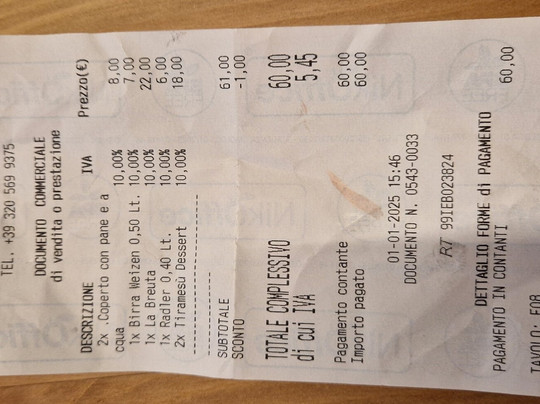 TEL. +39 320 569 9375
DOCUMENTO COMMERCIALE
di vendita o prestazione
DESCRIZIONE IVA Prezzo(€)
2x .Coperto con pane e a
cqua 10,00% 8,00
1x Birra Weizen 0,50 Lt. 10,00% 7,00
1x La Breuta 10,00% 22,00
1x Radler 0,40 Lt. 10,00% 6,00
2x Tiramesù Dessert 10,00% 18,00
SUBTOTALE 61,00
SCONTO -1,00
TOTALE COMPLESSIVO 60,00
di cui IVA 5,45
Pagamento contante 60,00
Importo pagato 60,00
01-01-2025 15:46
DOCUMENTO N. 0543-0033
RT 99IEB023824
DETTAGLIO FORME di PAGAMENTO
PAGAMENTO IN CONTANTI 60,00